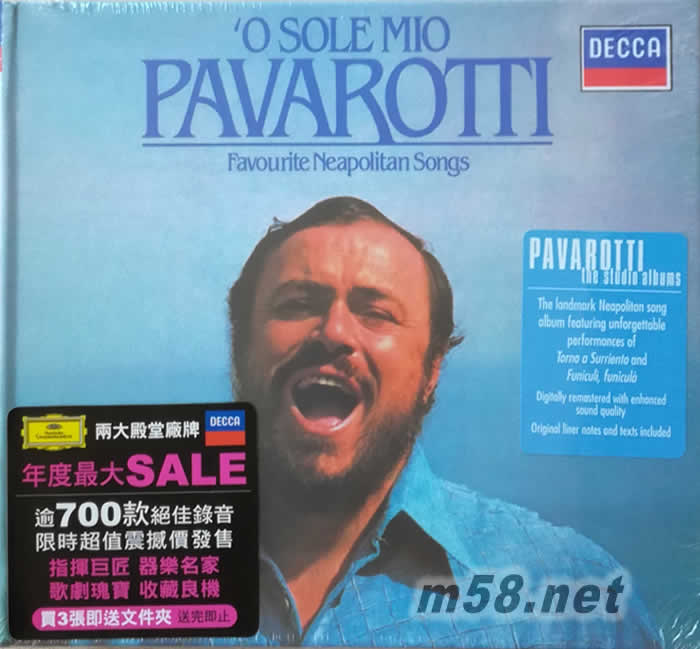 'O SOLE MIO
PAVAROTTI
Favourite Neapolitan Songs
DECCA
PAVAROTTI
the studio albums
The landmark Neapolitan song
album featuring unforgettable
performances of
Torna a Surriento and
Funiculì, funiculà
Digitally remastered with enhanced
sound quality
Original liner notes and texts included
Deutsche
Grammophon
兩大殿堂廠牌
DECCA
年度最大SALE
逾700款絕佳錄音
限時超值震撼價發售
指揮巨匠 器樂名家
歌劇瑰寶 收藏良機
買3張即送文件夾 送完即止
m58.net